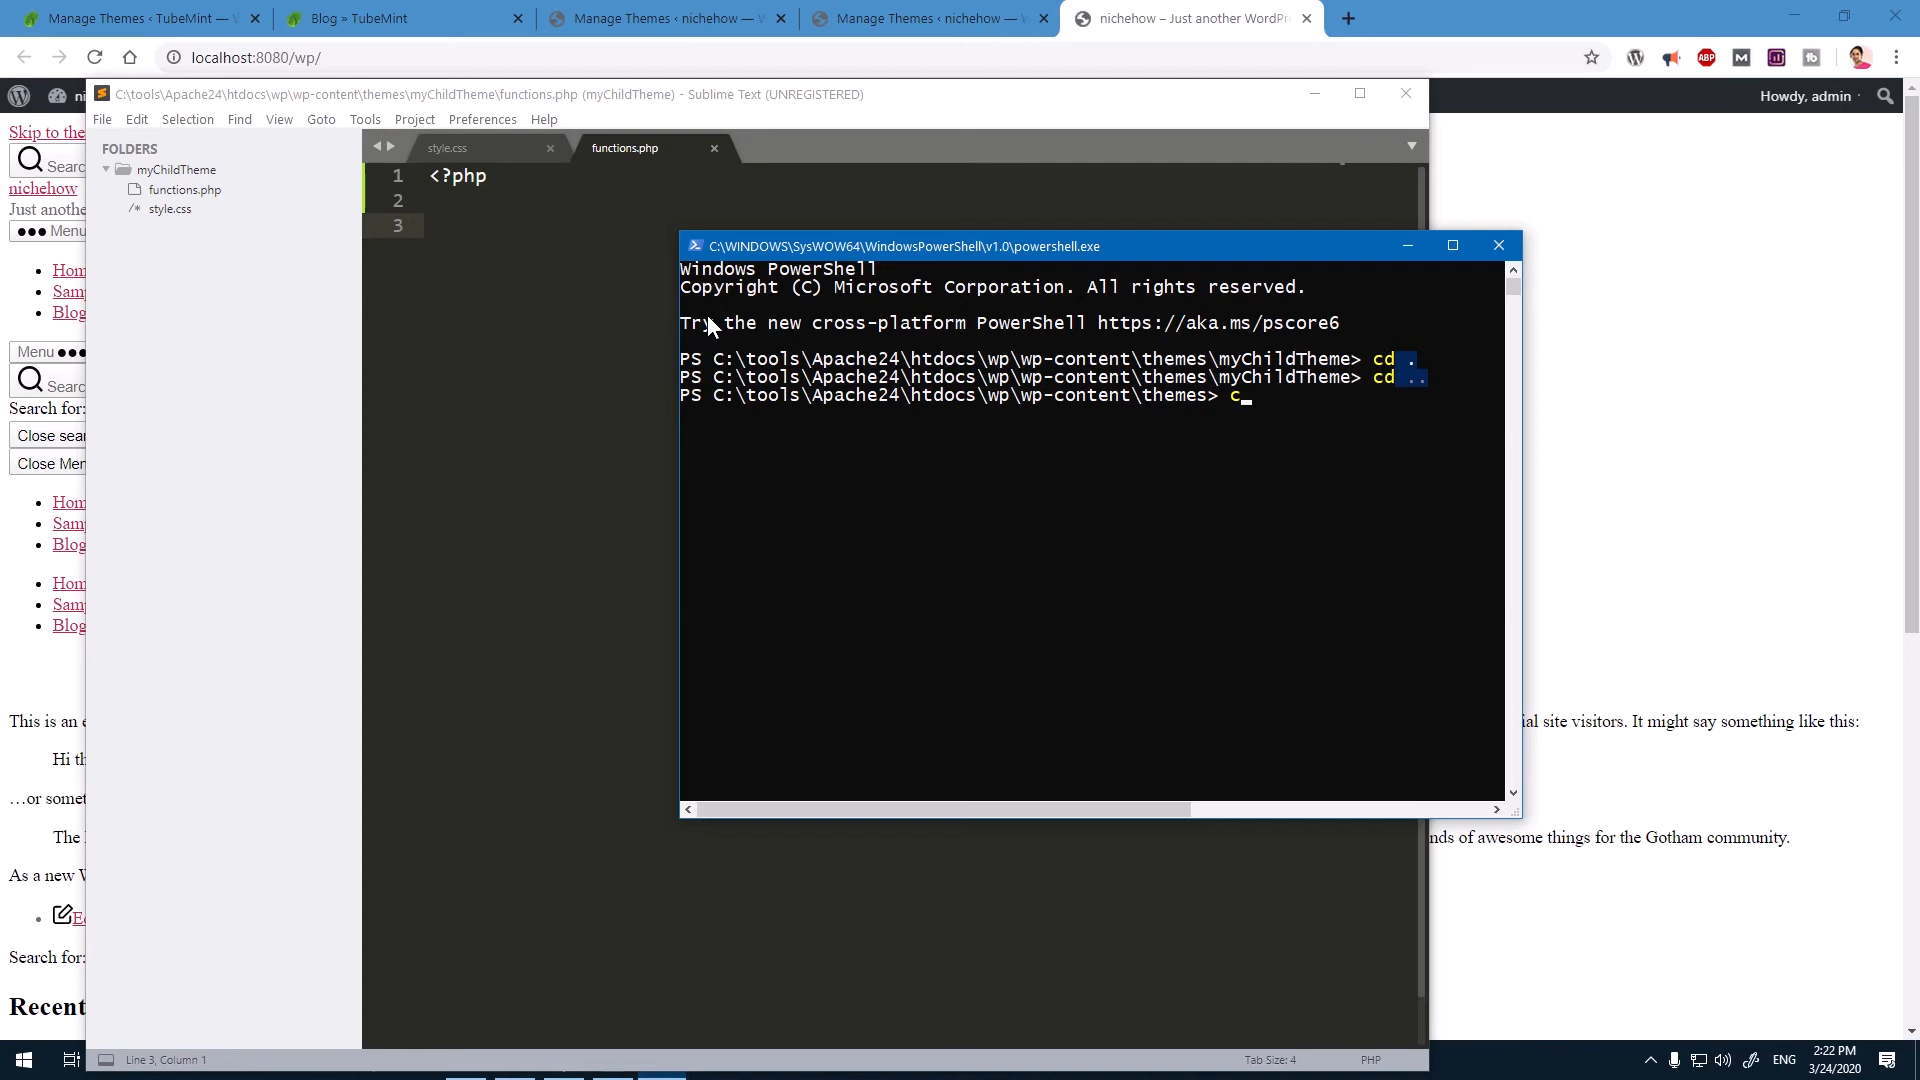 Manage Themes ‹ TubeMint —
Blog » TubeMint
Manage Themes ‹ nichehow —
Manage Themes ‹ nichehow —
nichehow – Just another WordPre
localhost:8080/wp/
ABP
M
tb
Howdy, admin
C:\tools\Apache24\htdocs\wp\wp-content\themes\myChildTheme\functions.php (myChildTheme) - Sublime Text (UNREGISTERED)
File Edit Selection Find View Goto Tools Project Preferences Help
FOLDERS
myChildTheme
functions.php
/* style.css
style.css
functions.php
1 <?php
2
3
C:\WINDOWS\SysWOW64\WindowsPowerShell\v1.0\powershell.exe
Windows PowerShell
Copyright (C) Microsoft Corporation. All rights reserved.
Try the new cross-platform PowerShell https://aka.ms/pscore6
PS C:\tools\Apache24\htdocs\wp\wp-content\themes\myChildTheme> cd .
PS C:\tools\Apache24\htdocs\wp\wp-content\themes\myChildTheme> cd ..
PS C:\tools\Apache24\htdocs\wp\wp-content\themes> c_
Skip to the
Searc
nichehow
Just anothe
Menu
Hom
Sam
Blog
Menu
Searc
Search for:
Close sear
Close Men
Hom
Sam
Blog
Hom
Sam
Blog
This is an e
ial site visitors. It might say something like this:
Hi th
…or somet
The
nds of awesome things for the Gotham community.
As a new W
Search for:
Recent
Line 3, Column 1
Tab Size: 4
PHP
ENG
2:22 PM
3/24/2020